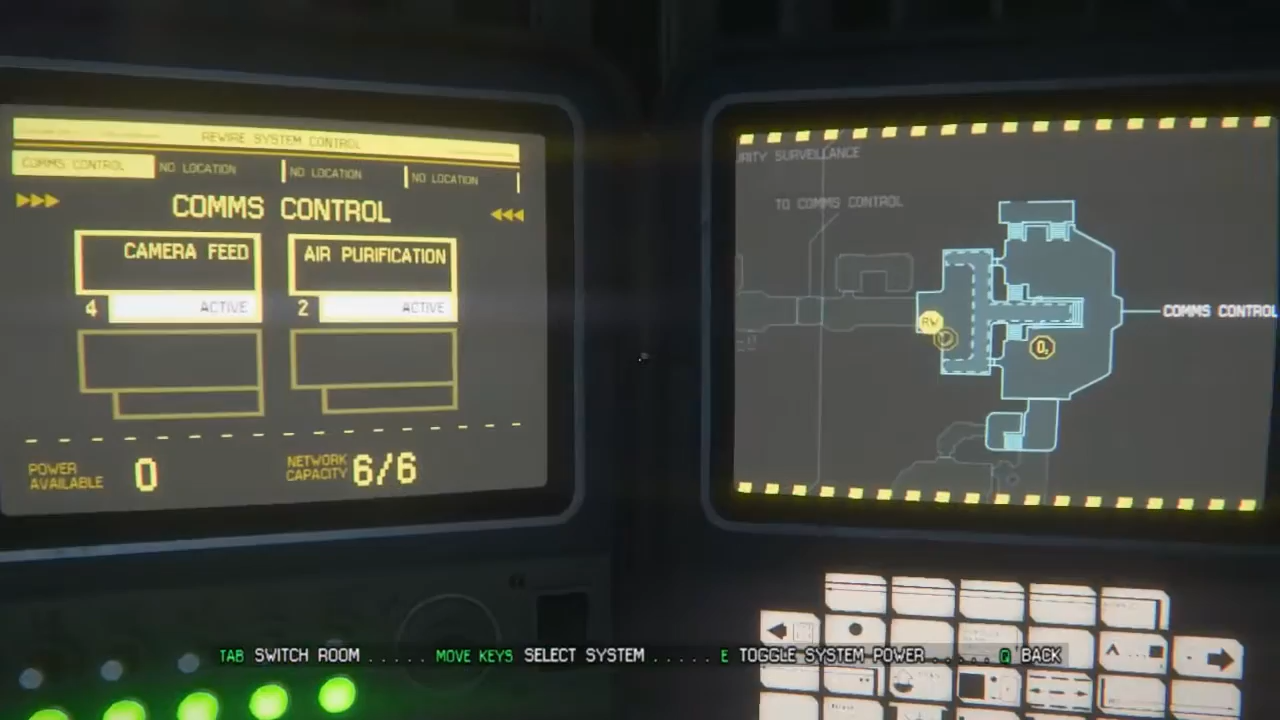 REWIRE SYSTEM CONTROL
COMMS CONTROL
NO LOCATION
NO LOCATION
NO LOCATION
COMMS CONTROL
CAMERA FEED
AIR PURIFICATION
4
ACTIVE
2
ACTIVE
POWER
AVAILABLE
0
NETWORK
CAPACITY
6/6
URITY SURVEILLANCE
TO COMMS CONTROL
RW
O₂
COMMS CONTROL
TAB SWITCH ROOM ..... MOVE KEYS SELECT SYSTEM ..... E TOGGLE SYSTEM POWER ..... Q BACK